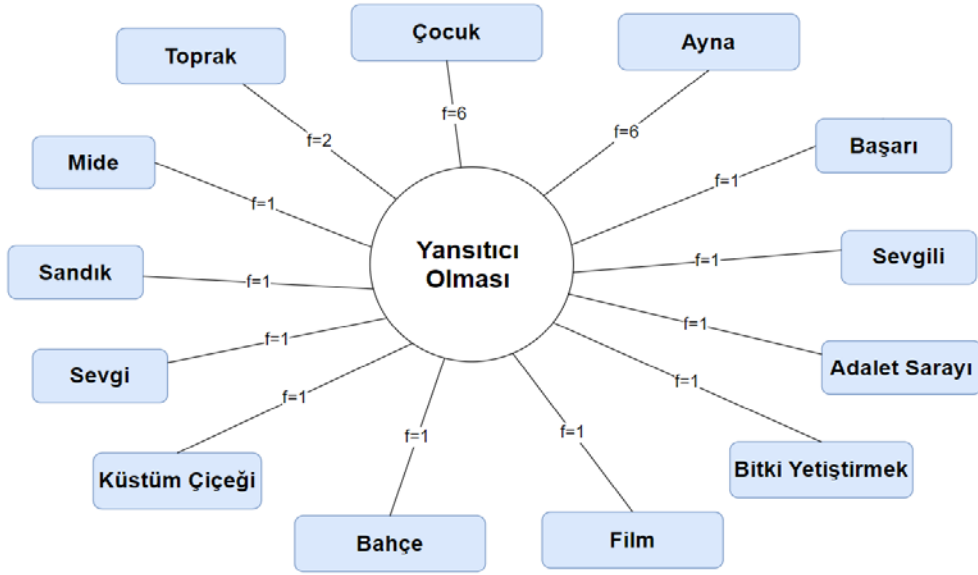 Çocuk
Ayna
Toprak
f=6
f=6
f=2
Başarı
Mide
f=1
f=1
Yansıtıcı
Olması
Sevgili
Sandık
f=1
f=1
f=1
f=1
Sevgi
Adalet Sarayı
f=1
f=1
f=1
f=1
Küstüm Çiçeği
Bitki Yetiştirmek
Bahçe
Film